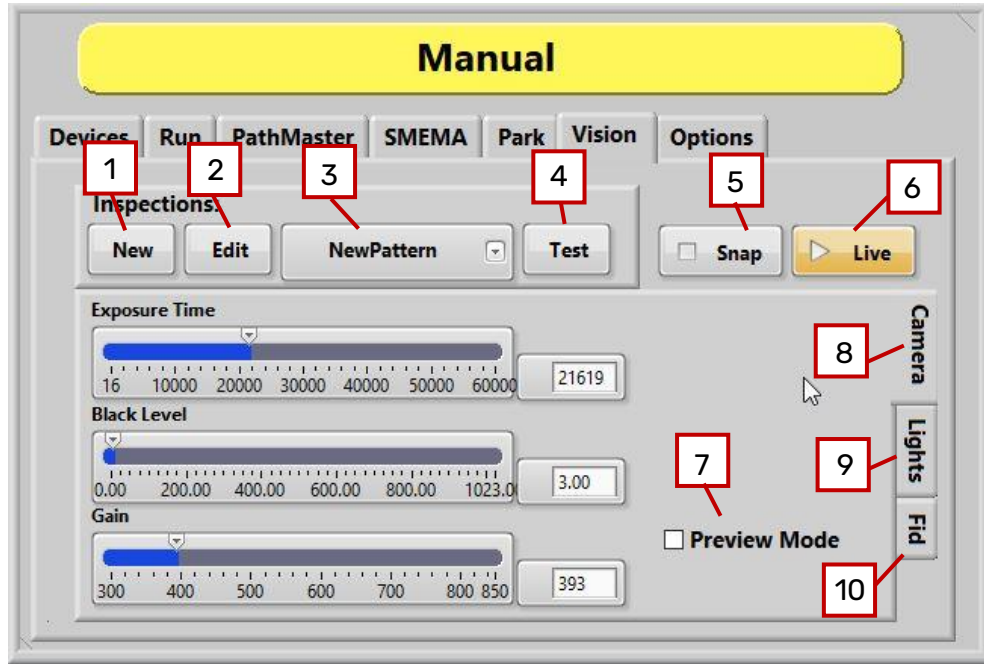 Manual
Devices Run PathMaster SMEMA Park Vision Options
1 2 3 4 5 6
Inspections:
New Edit NewPattern Test Snap Live
Exposure Time
16 10000 20000 30000 40000 50000 60000
21619
Black Level
0.00 200.00 400.00 600.00 800.00 1023.0
3.00
Gain
300 400 500 600 700 800 850
393
7
Preview Mode
8
Camera
9
Lights
Fid
10